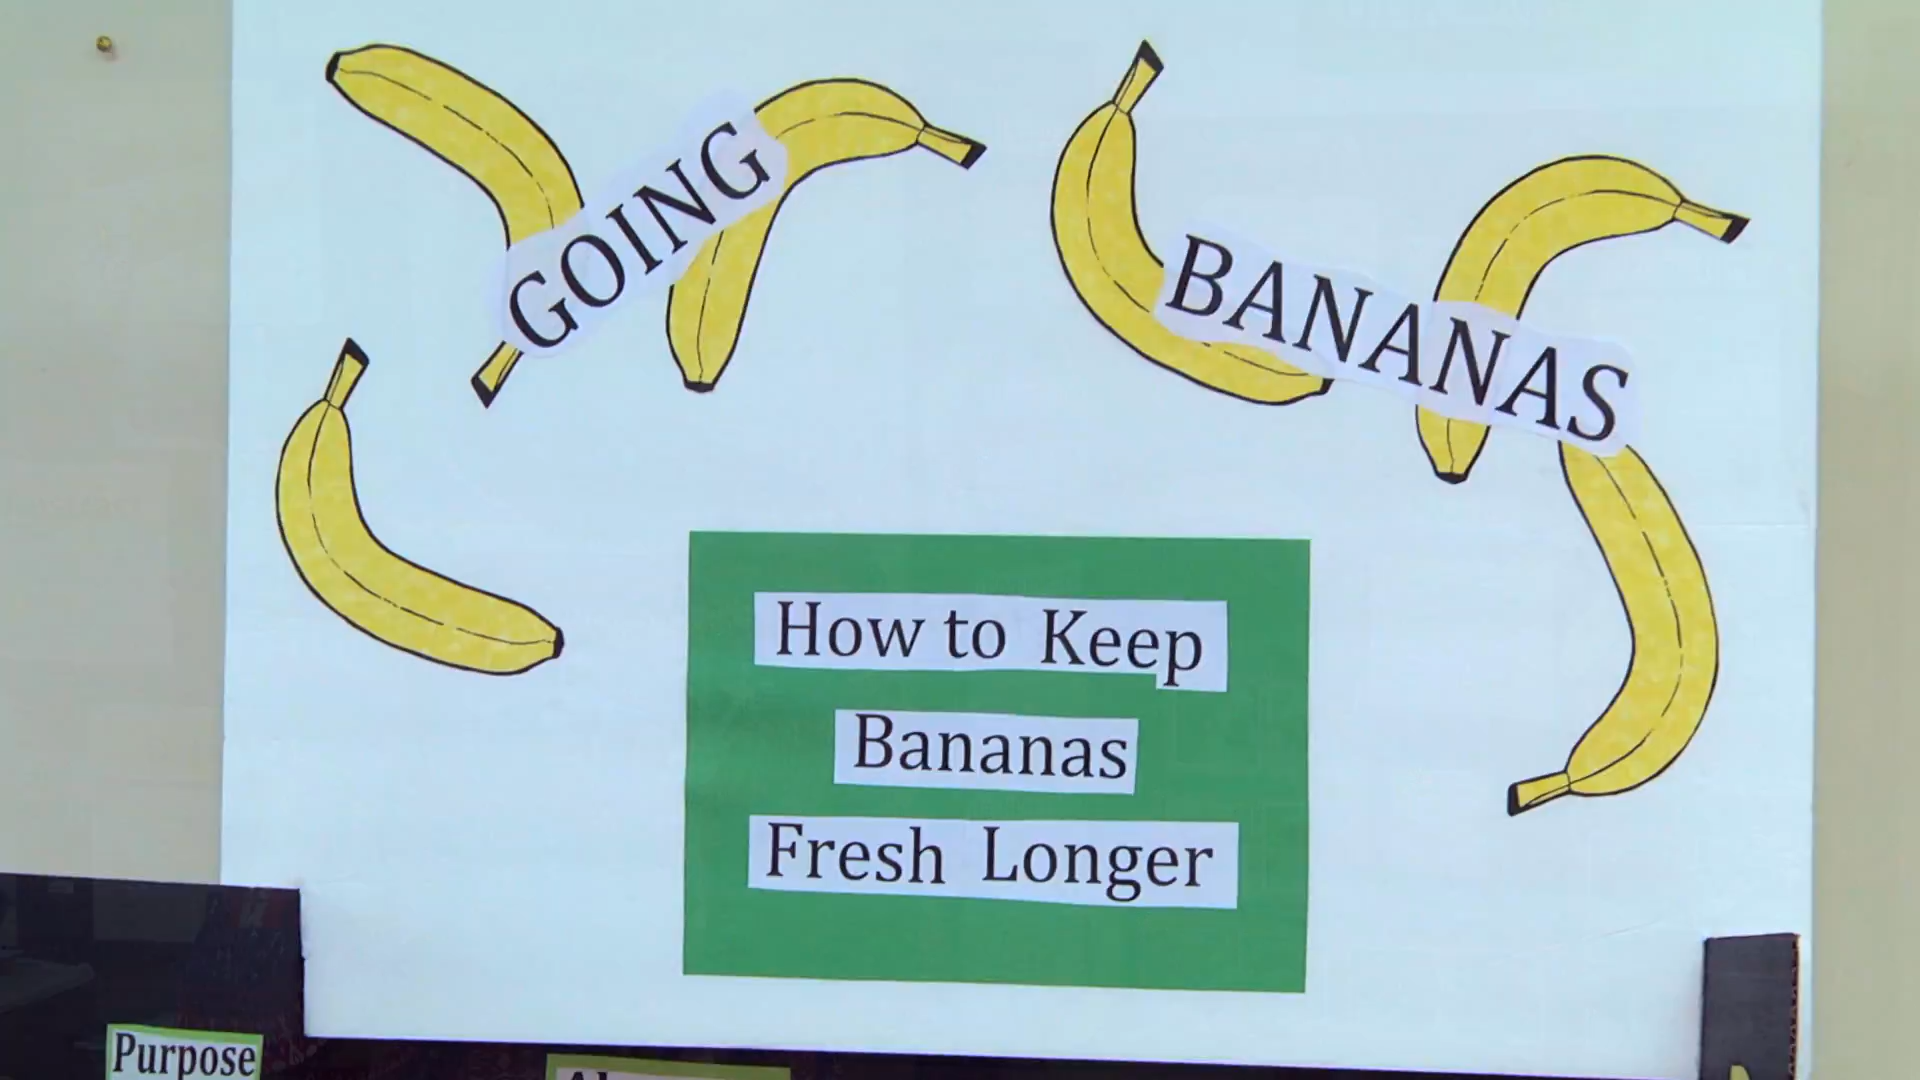 GOING
BANANAS
How to Keep
Bananas
Fresh Longer
Purpose